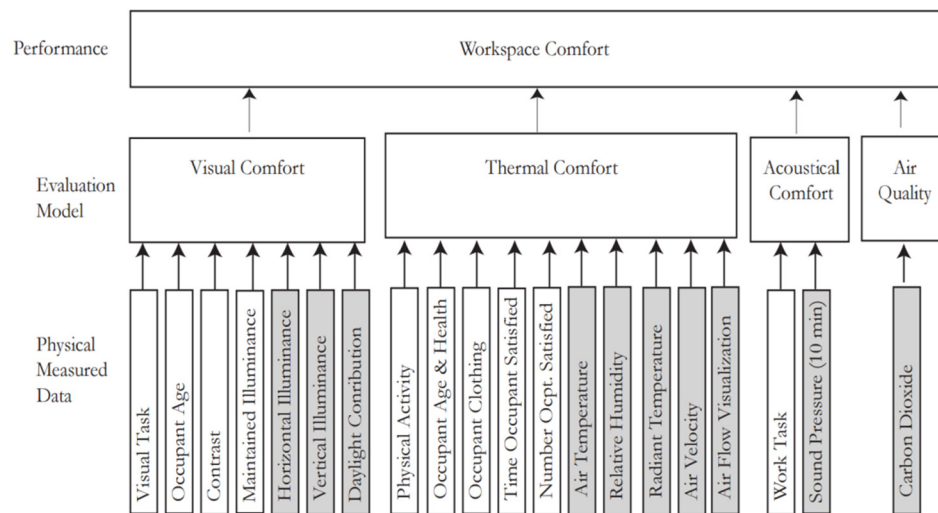 Performance
Workspace Comfort
Evaluation
Model
Visual Comfort
Thermal Comfort
Acoustical
Comfort
Air
Quality
Physical
Measured
Data
Visual Task
Occupant Age
Contrast
Maintained Illuminance
Horizontal Illuminance
Vertical Illuminance
Daylight Conribution
Physical Activity
Occupant Age & Health
Occupant Clothing
Time Occupant Satisfied
Number Ocpt. Satisfied
Air Temperature
Relative Humidity
Radiant Temperature
Air Velocity
Air Flow Visualization
Work Task
Sound Pressure (10 min)
Carbon Dioxide